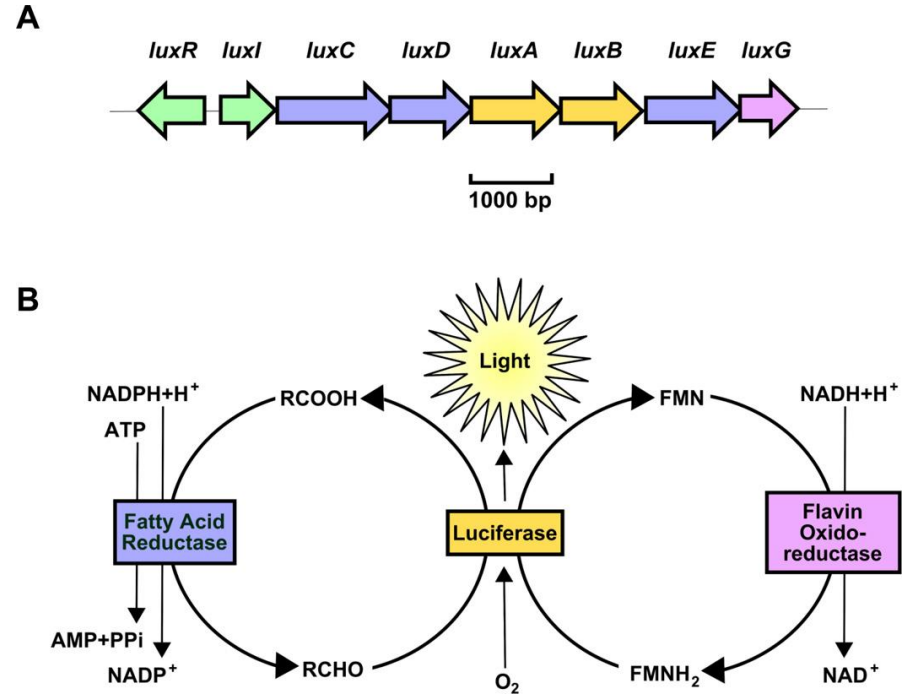 A
luxR luxI luxC luxD luxA luxB luxE luxG
1000 bp
B
Light
NADPH+H⁺
RCOOH
FMN
NADH+H⁺
ATP
Fatty Acid
Reductase
Luciferase
Flavin
Oxido-
reductase
AMP+PPi
NADP⁺
RCHO
O₂
FMNH₂
NAD⁺